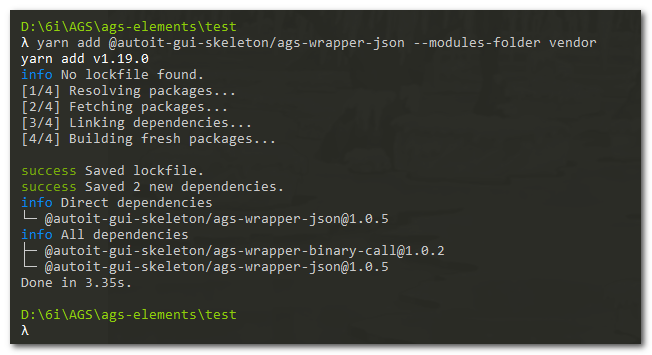 D:\6i\AGS\ags-elements\test
λ yarn add @autoit-gui-skeleton/ags-wrapper-json --modules-folder vendor
yarn add v1.19.0
info No lockfile found.
[1/4] Resolving packages...
[2/4] Fetching packages...
[3/4] Linking dependencies...
[4/4] Building fresh packages...
success Saved lockfile.
success Saved 2 new dependencies.
info Direct dependencies
└─ @autoit-gui-skeleton/ags-wrapper-json@1.0.5
info All dependencies
├─ @autoit-gui-skeleton/ags-wrapper-binary-call@1.0.2
└─ @autoit-gui-skeleton/ags-wrapper-json@1.0.5
Done in 3.35s.
D:\6i\AGS\ags-elements\test
λ